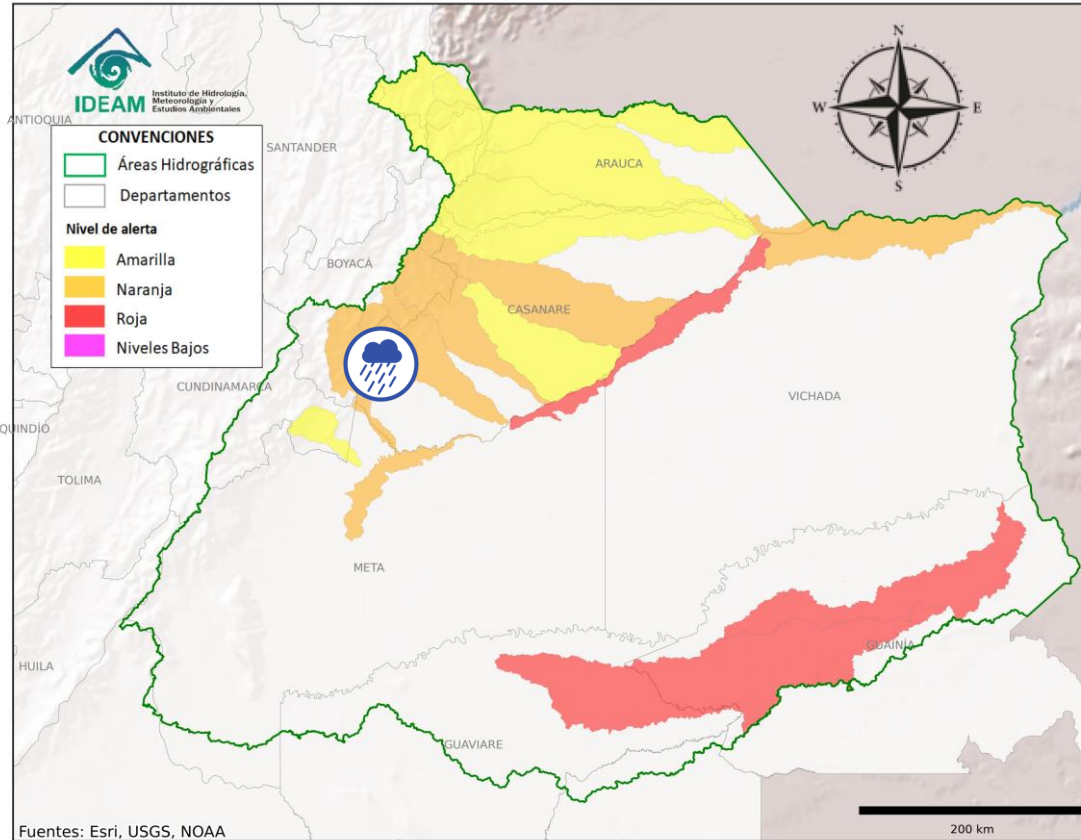 IDEAM
Instituto de Hidrología,
Meteorología y
Estudios Ambientales
N
W
E
S
ANTIOQUIA
CONVENCIONES
Áreas Hidrográficas
Departamentos
Nivel de alerta
Amarilla
Naranja
Roja
Niveles Bajos
SANTANDER
ARAUCA
BOYACÁ
CASANARE
CUNDINAMARCA
VICHADA
QUINDÍO
TOLIMA
META
HUILA
GUAINÍA
GUAVIARE
Fuentes: Esri, USGS, NOAA
200 km